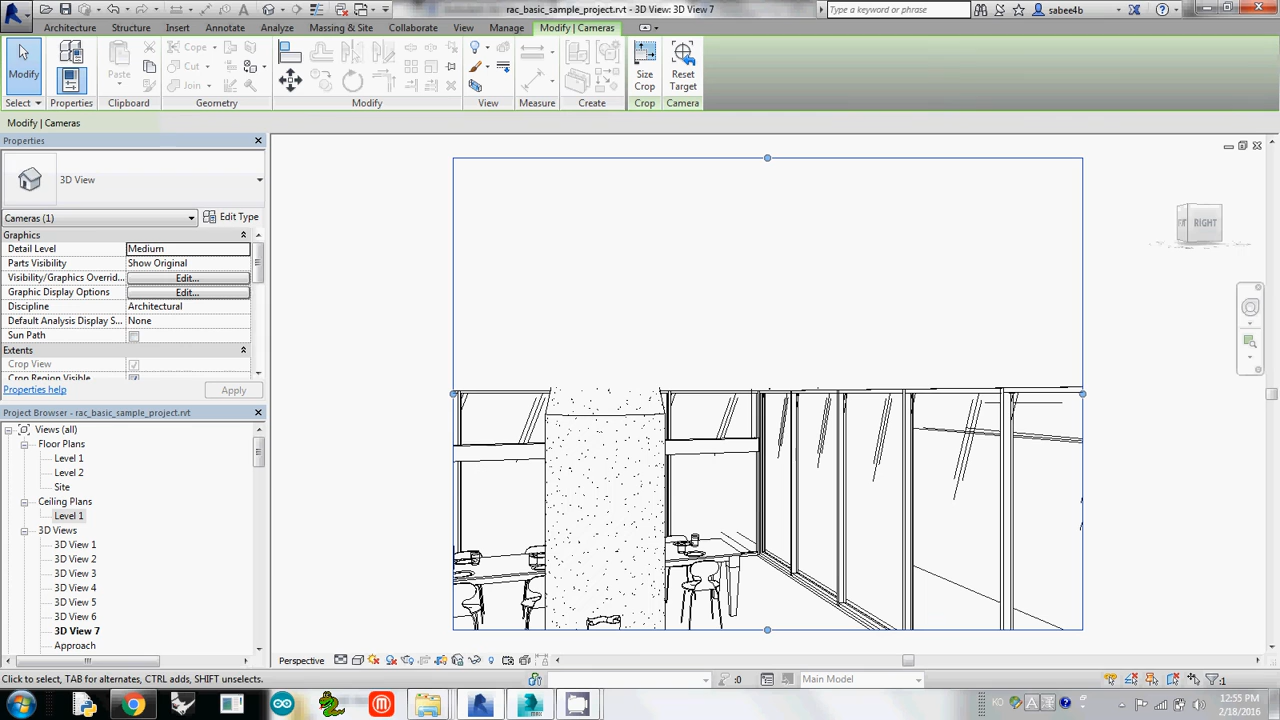 rac_basic_sample_project.rvt - 3D View: 3D View 7
Type a keyword or phrase
sabee4b
Architecture Structure Insert Annotate Analyze Massing & Site Collaborate View Manage Modify | Cameras
Modify
Paste
Cope
Cut
Join
Size Crop
Reset Target
Select Properties Clipboard Geometry Modify View Measure Create Crop Camera
Modify | Cameras
Properties
3D View
Cameras (1)
Edit Type
Graphics
Detail Level Medium
Parts Visibility Show Original
Visibility/Graphics Overrid... Edit...
Graphic Display Options Edit...
Discipline Architectural
Default Analysis Display S... None
Sun Path
Extents
Crop View
Crop Region Visible
Properties help
Apply
Project Browser - rac_basic_sample_project.rvt
Views (all)
Floor Plans
Level 1
Level 2
Site
Ceiling Plans
Level 1
3D Views
3D View 1
3D View 2
3D View 3
3D View 4
3D View 5
3D View 6
3D View 7
Approach
RIGHT
Perspective
Click to select, TAB for alternates, CTRL adds, SHIFT unselects.
:0
Main Model
:1
KO
12:55 PM
2/18/2016